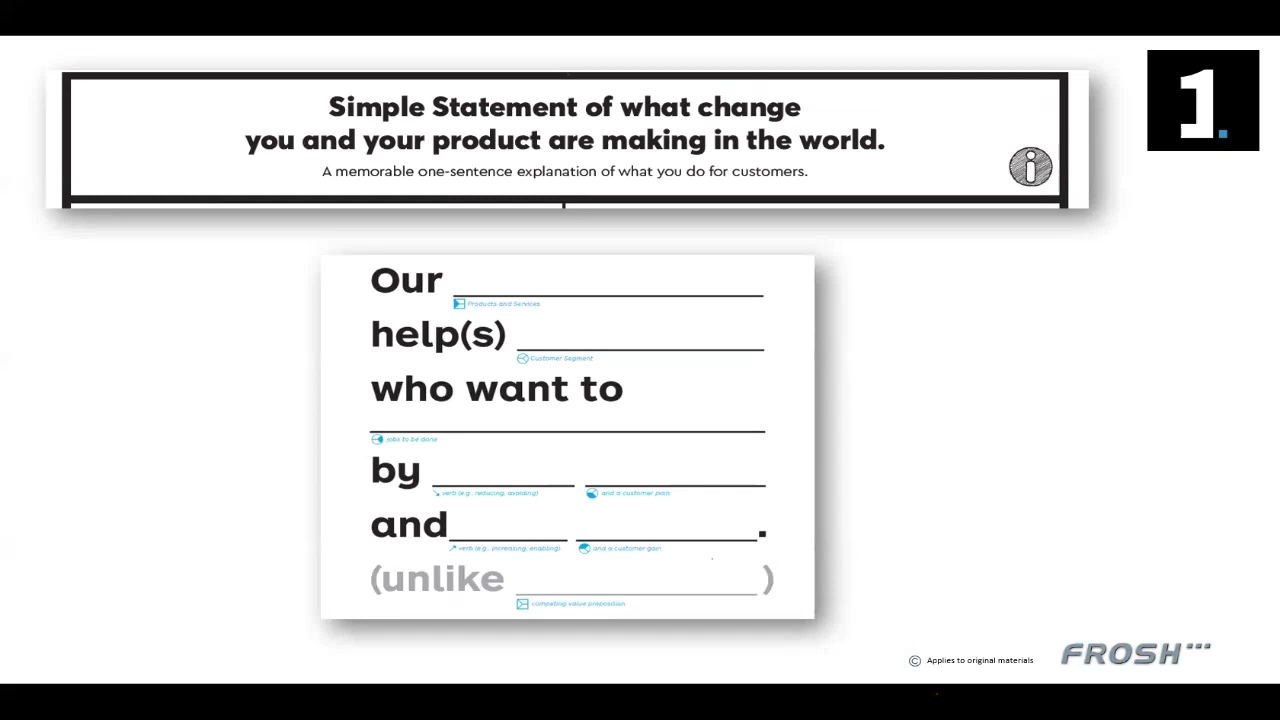 Simple Statement of what change
you and your product are making in the world.
A memorable one-sentence explanation of what you do for customers.
i
1.
Our
Products and Services
help(s)
Customer Segment
who want to
jobs to be done
by
verb (e.g., reducing, avoiding)
and a customer pain
and
.
verb (e.g., increasing, enabling)
and a customer gain
(unlike )
competing value proposition
© Applies to original materials
FROSH